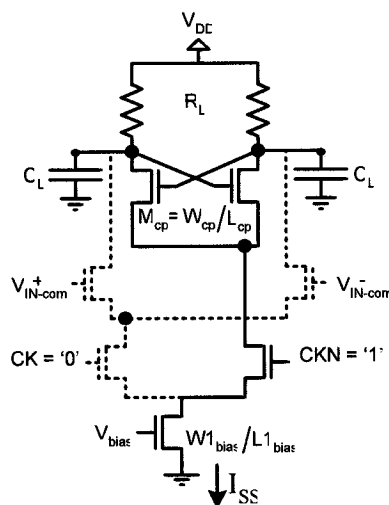 V_DD
R_L
C_L
C_L
M_cp= W_cp/L_cp
V_IN-com^+
V_IN-com^-
CK = '0'
CKN = '1'
V_bias
W1_bias/L1_bias
I_SS